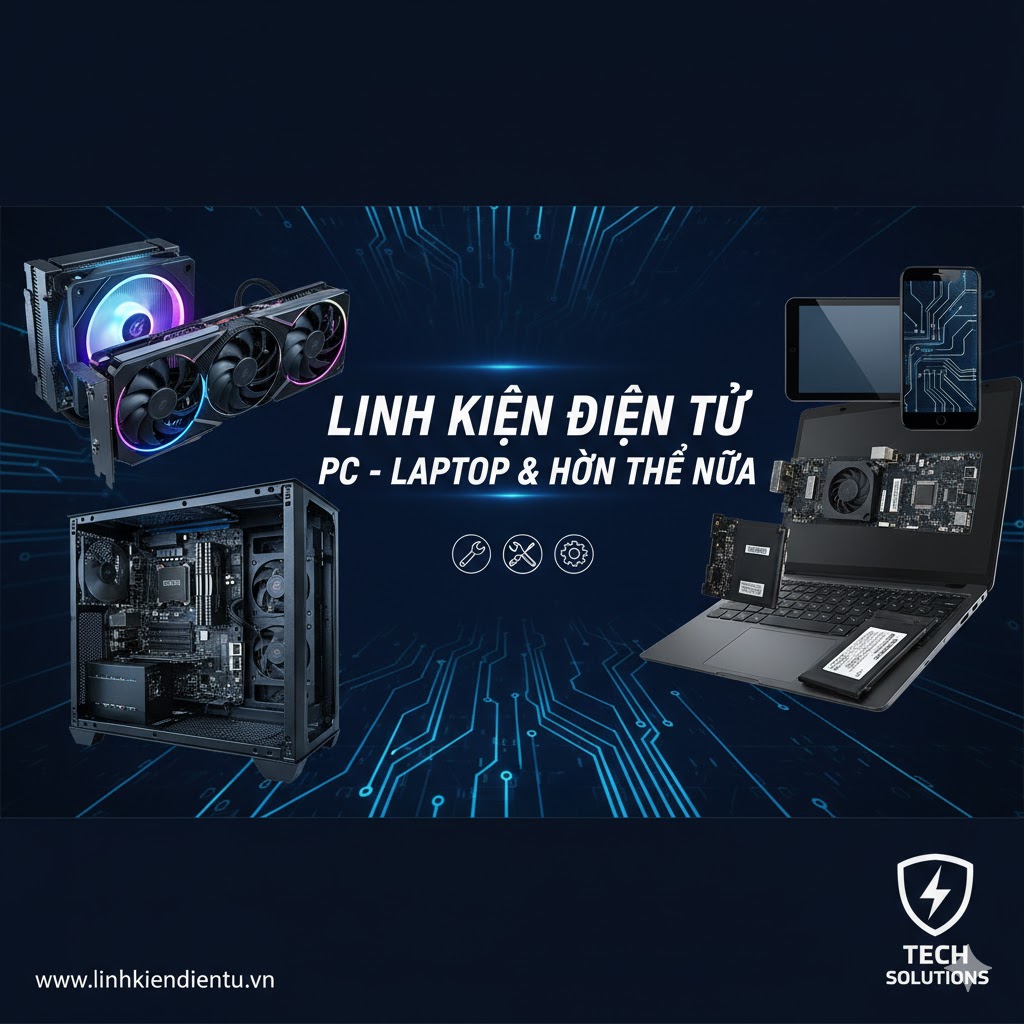 LINH KIỆN ĐIỆN TỬ
PC - LAPTOP & HỜN THỂ NỮA
www.linhkiendientu.vn
TECH
SOLUTIONS